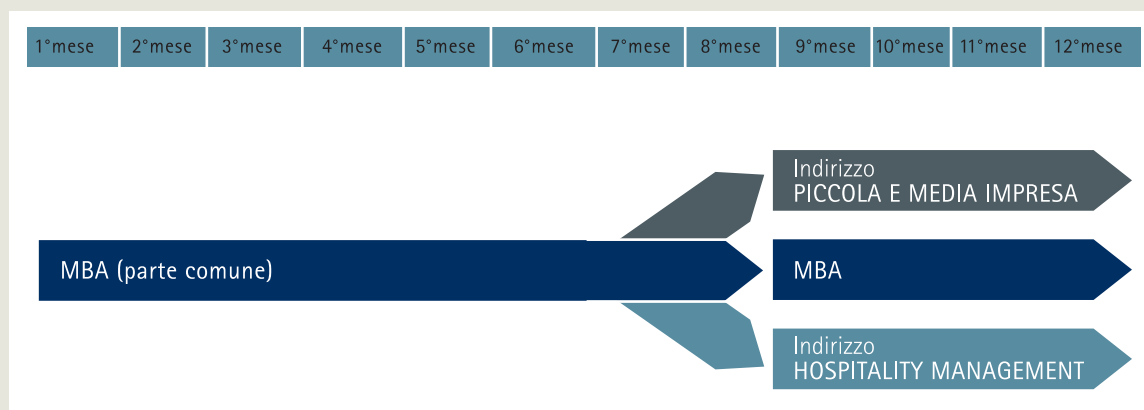 1°mese 2°mese 3°mese 4°mese 5°mese 6°mese 7°mese 8°mese 9°mese 10°mese 11°mese 12°mese
Indirizzo
PICCOLA E MEDIA IMPRESA
MBA (parte comune)
MBA
Indirizzo
HOSPITALITY MANAGEMENT